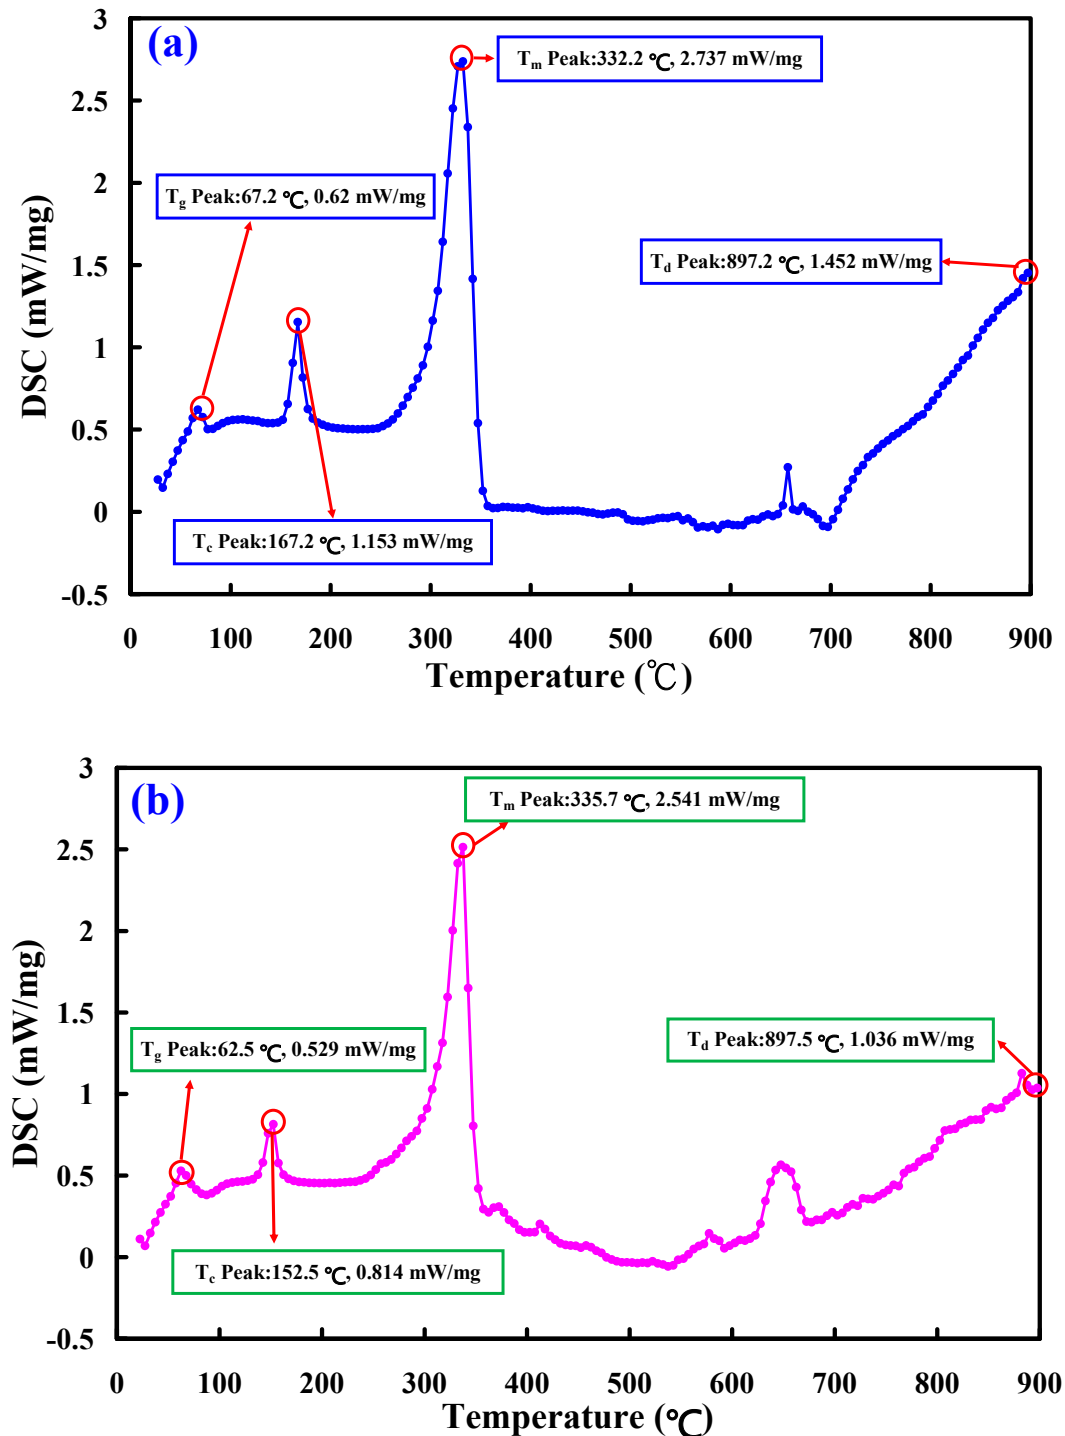 (a)
3
2.5
2
1.5
1
0.5
0
-0.5
DSC (mW/mg)
Tm Peak:332.2 ℃, 2.737 mW/mg
Tg Peak:67.2 ℃, 0.62 mW/mg
Td Peak:897.2 ℃, 1.452 mW/mg
Tc Peak:167.2 ℃, 1.153 mW/mg
0 100 200 300 400 500 600 700 800 900
Temperature (℃)
(b)
3
2.5
2
1.5
1
0.5
0
-0.5
DSC (mW/mg)
Tm Peak:335.7 ℃, 2.541 mW/mg
Tg Peak:62.5 ℃, 0.529 mW/mg
Td Peak:897.5 ℃, 1.036 mW/mg
Tc Peak:152.5 ℃, 0.814 mW/mg
0 100 200 300 400 500 600 700 800 900
Temperature (℃)